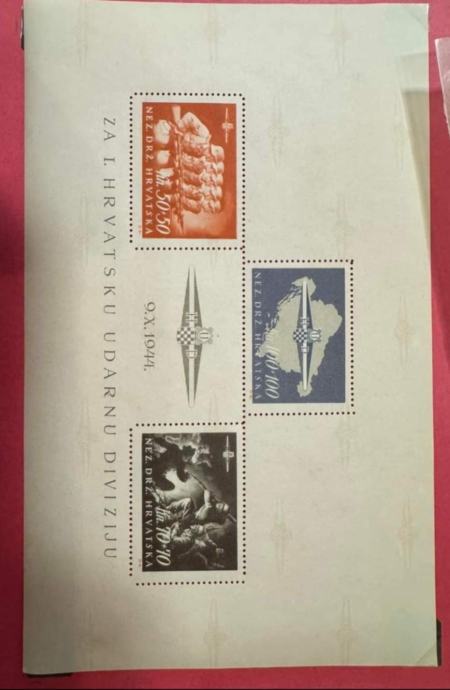 100+100
NEZ. DRŽ. HRVATSKA
kn. 50+50
NEZ. DRŽ. HRVATSKA
9.X.1944.
kn. 70+70
NEZ. DRŽ. HRVATSKA
ZA I. HRVATSKU UDARNU DIVIZIJU